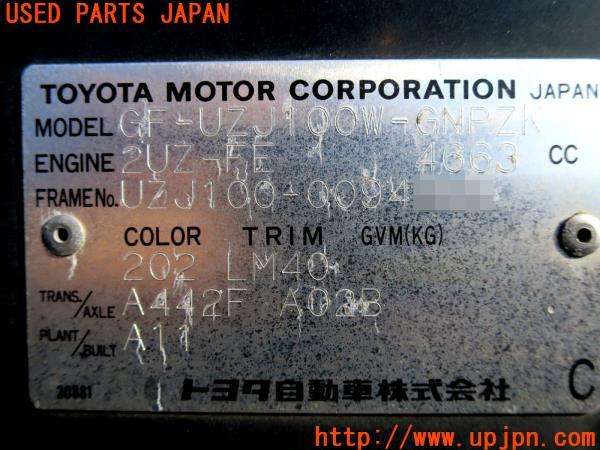 USED PARTS JAPAN
TOYOTA MOTOR CORPORATION JAPAN
MODEL GF-UZJ100W-GNPZK
ENGINE 2UZ-FE 4663 CC
FRAME No. UZJ100-0094
COLOR TRIM GVM(KG)
202 LM40
TRANS./AXLE A442F A03B
PLANT/BUILT A11
30881 トヨタ自動車株式会社 C
http://www.upjpn.com